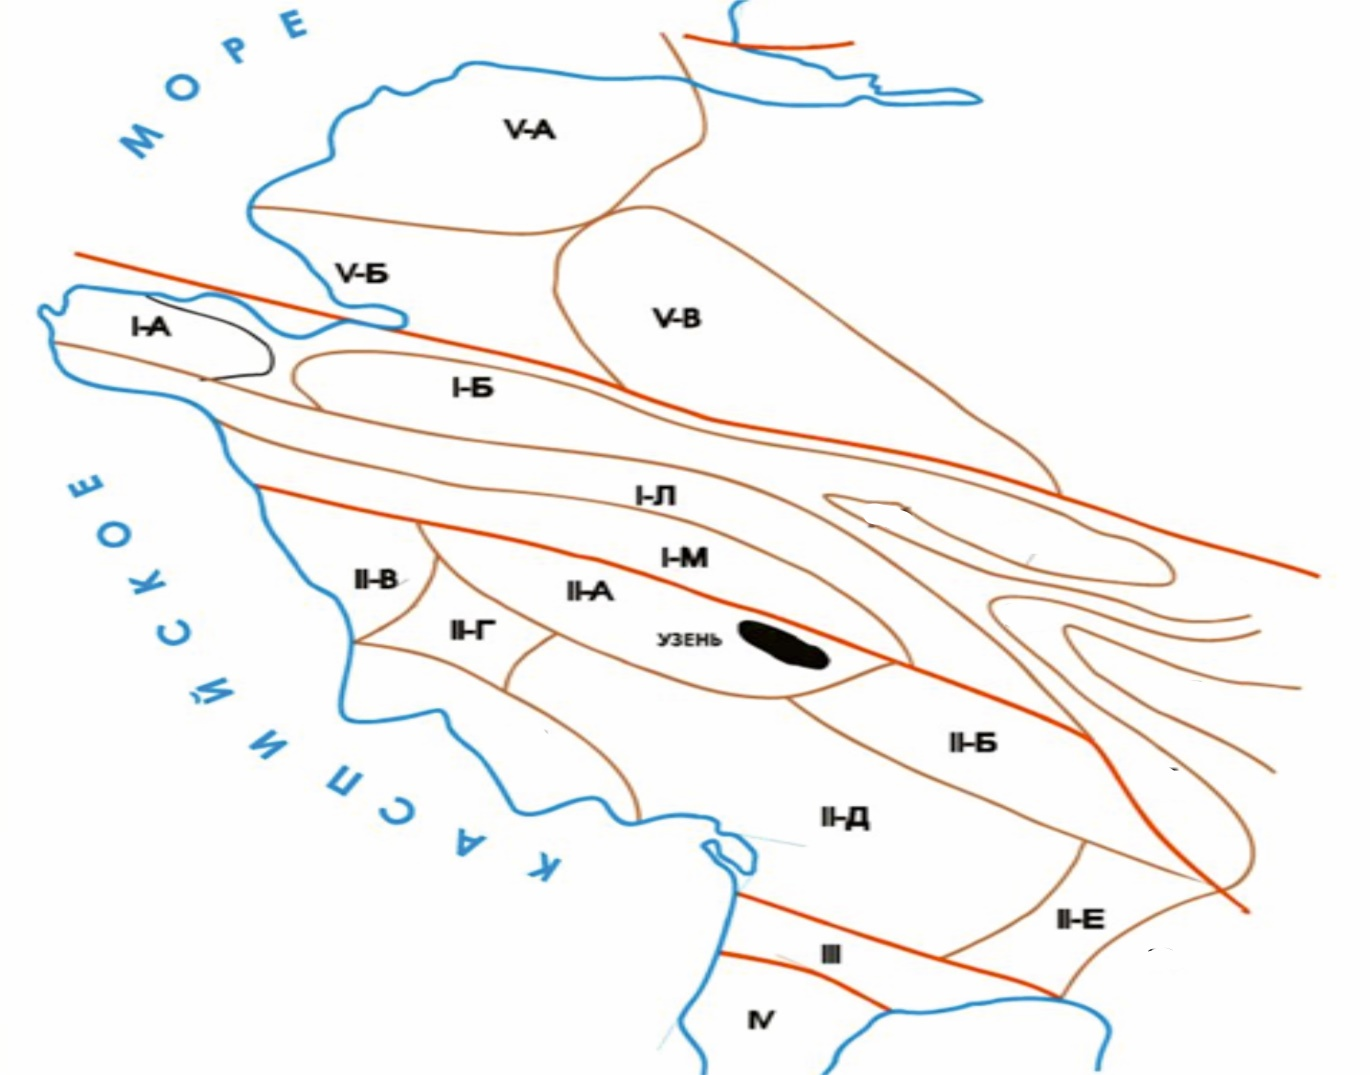 МОРЕ
V-А
V-Б
V-В
I-А
I-Б
I-Л
I-М
II-В
II-А
II-Г
УЗЕНЬ
II-Б
II-Д
II-Е
III
IV
КАСПИЙСКОЕ